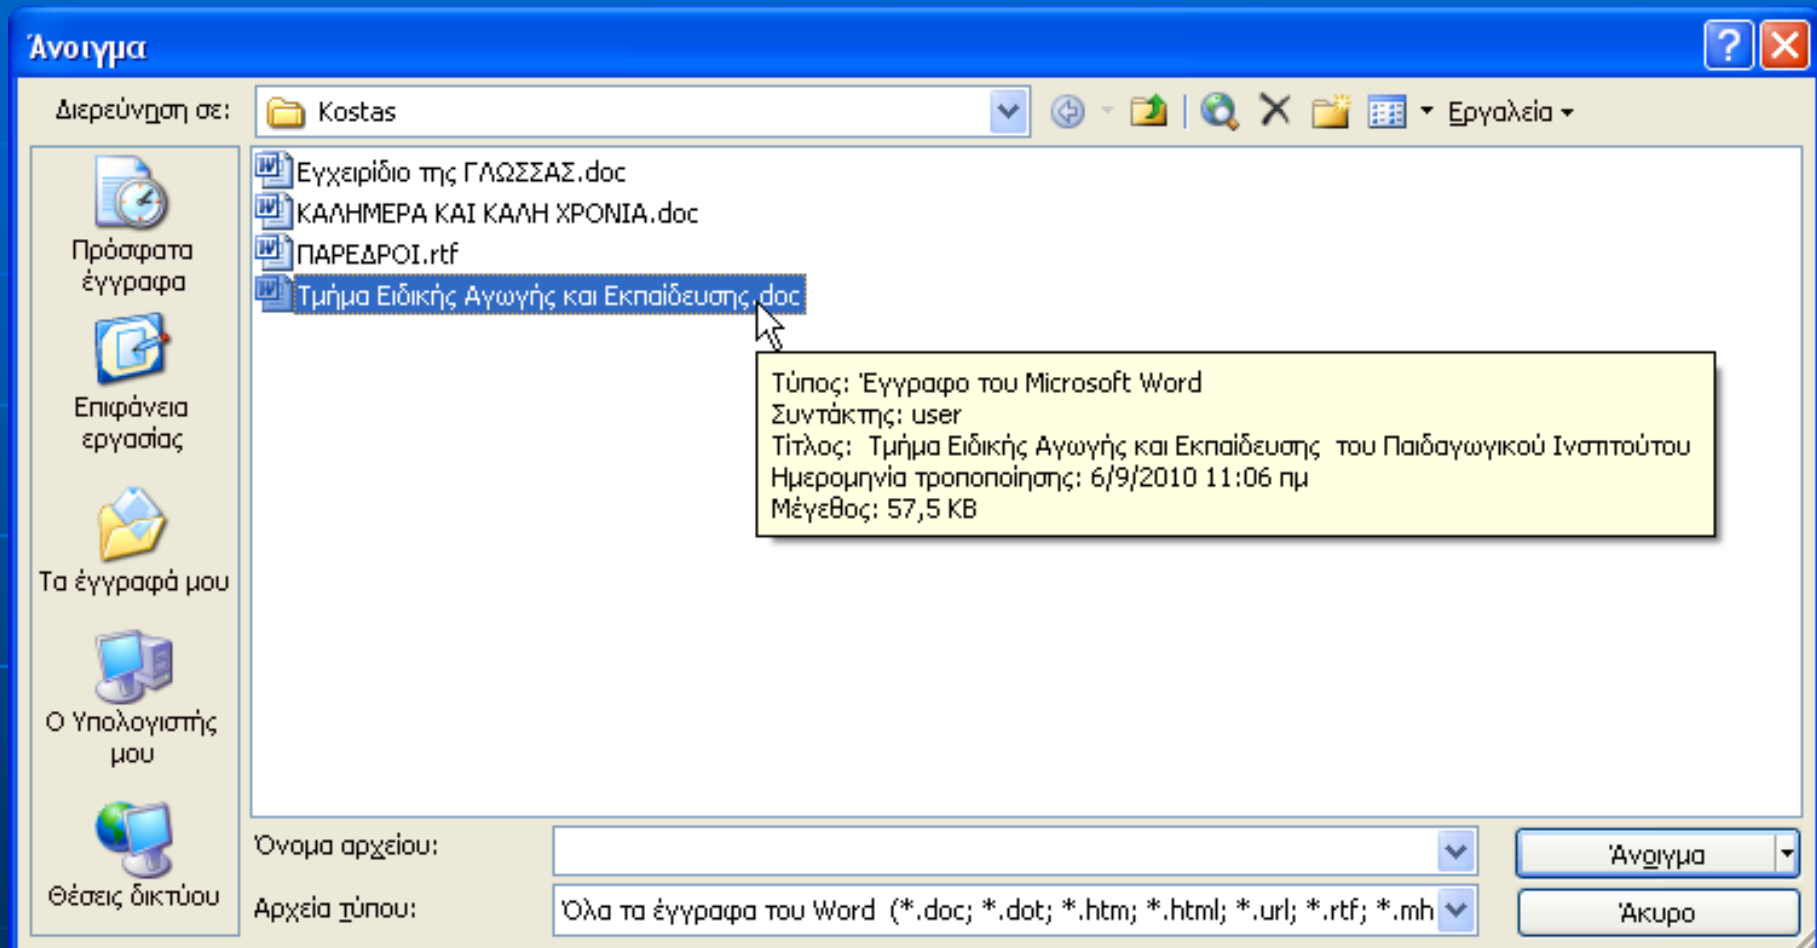 Άνοιγμα
Διερεύνηση σε:
Kostas
Εργαλεία
Εγχειρίδιο της ΓΛΩΣΣΑΣ.doc
ΚΑΛΗΜΕΡΑ ΚΑΙ ΚΑΛΗ ΧΡΟΝΙΑ.doc
ΠΑΡΕΔΡΟΙ.rtf
Τμήμα Ειδικής Αγωγής και Εκπαίδευσης.doc
Τύπος: Έγγραφο του Microsoft Word
Συντάκτης: user
Τίτλος: Τμήμα Ειδικής Αγωγής και Εκπαίδευσης του Παιδαγωγικού Ινστιτούτου
Ημερομηνία τροποποίησης: 6/9/2010 11:06 πμ
Μέγεθος: 57,5 KB
Πρόσφατα
έγγραφα
Επιφάνεια
εργασίας
Τα έγγραφά μου
Ο Υπολογιστής
μου
Θέσεις δικτύου
Όνομα αρχείου:
Άνοιγμα
Αρχεία τύπου:
Όλα τα έγγραφα του Word (*.doc; *.dot; *.htm; *.html; *.url; *.rtf; *.mh
Άκυρο